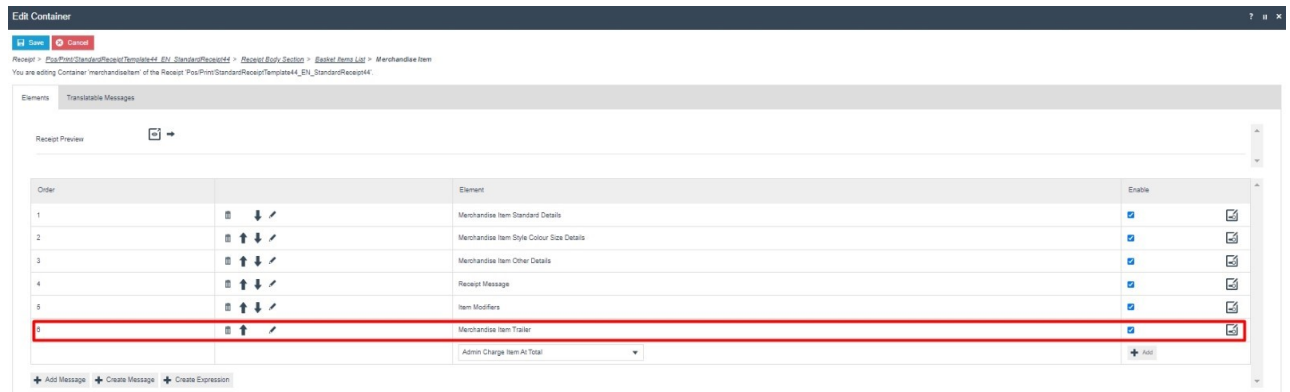 Edit Container
? II ×
Save Cancel
Receipt > Pos/Print/StandardReceiptTemplate44_EN_StandardReceipt44 > Receipt Body Section > Basket Items List > Merchandise Item
You are editing Container 'merchandiseItem' of the Receipt 'Pos/Print/StandardReceiptTemplate44_EN_StandardReceipt44'.
Elements Translatable Messages
Receipt Preview
Order Element Enable
1 Merchandise Item Standard Details
2 Merchandise Item Style Colour Size Details
3 Merchandise Item Other Details
4 Receipt Message
5 Item Modifiers
6 Merchandise Item Trailer
Admin Charge Item At Total Add
Add Message Create Message Create Expression